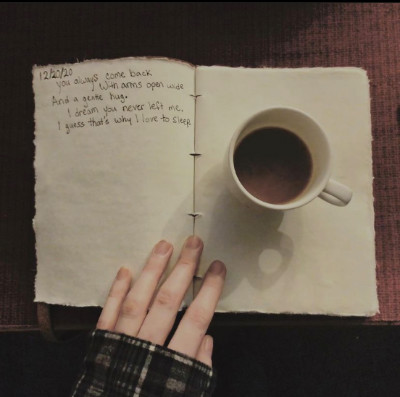 12/27/20
you always come back
with arms open wide
And a gentle hug.
I dream you never left me.
I guess that's why I love to sleep